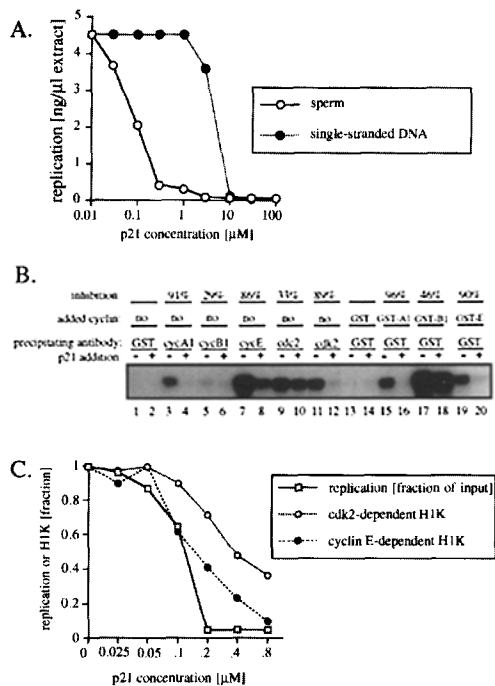 A.
replication [ng/µl extract]
5
4
3
2
1
0
0.01 0.1 1 10 100
p21 concentration [µM]
sperm
single-stranded DNA
B.
inhibition: 91% 29% 86% 33% 89% 96% 46% 90%
added cyclin: no no no no no no GST GST-A1 GST-B1 GST-E
precipitating antibody: GST cycA1 cycB1 cycE cdc2 cdk2 GST GST GST GST
p21 addition - + - + - + - + - + - + - + - + - + - +
1 2 3 4 5 6 7 8 9 10 11 12 13 14 15 16 17 18 19 20
C.
replication or H1K [fraction]
1
0.8
0.6
0.4
0.2
0
0 0.025 0.05 .1 .2 .4 .8
p21 concentration [µM]
replication [fraction of input]
cdk2-dependent H1K
cyclin E-dependent H1K